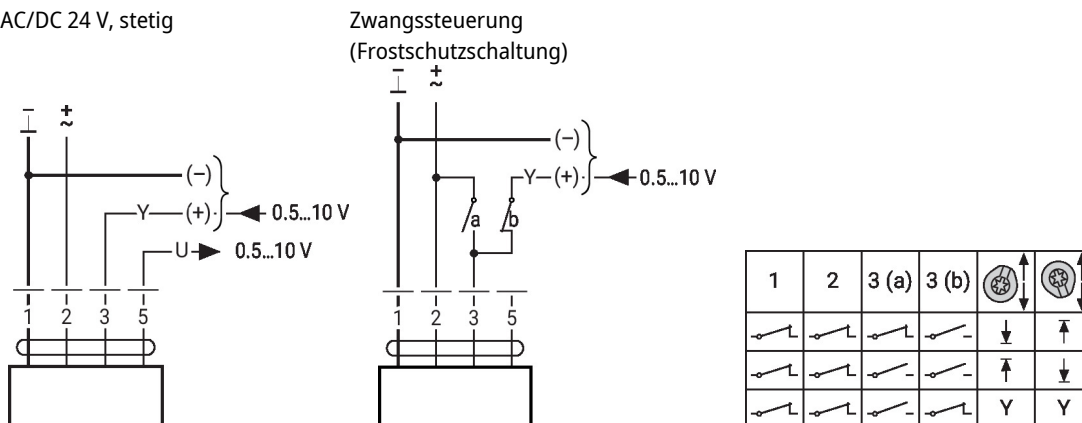 AC/DC 24 V, stetig
− +
⊥ ~
(−)
Y (+) 0.5...10 V
U 0.5...10 V
1 2 3 5
Zwangssteuerung
(Frostschutzschaltung)
− +
⊥ ~
(−)
Y (+) 0.5...10 V
a b
1 2 3 5
1 2 3 (a) 3 (b)
Y Y